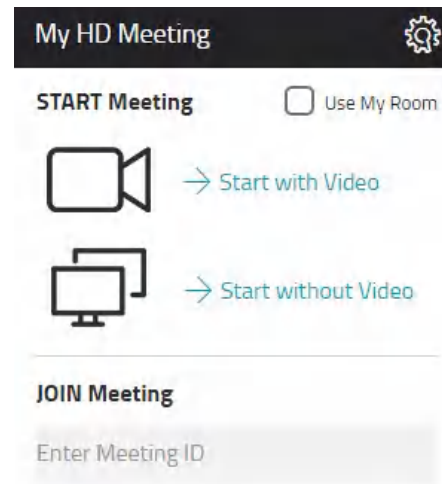 My HD Meeting
START Meeting
Use My Room
Start with Video
Start without Video
JOIN Meeting
Enter Meeting ID